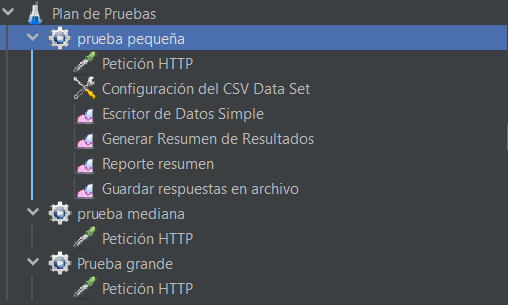 Plan de Pruebas
prueba pequeña
Petición HTTP
Configuración del CSV Data Set
Escritor de Datos Simple
Generar Resumen de Resultados
Reporte resumen
Guardar respuestas en archivo
prueba mediana
Petición HTTP
Prueba grande
Petición HTTP